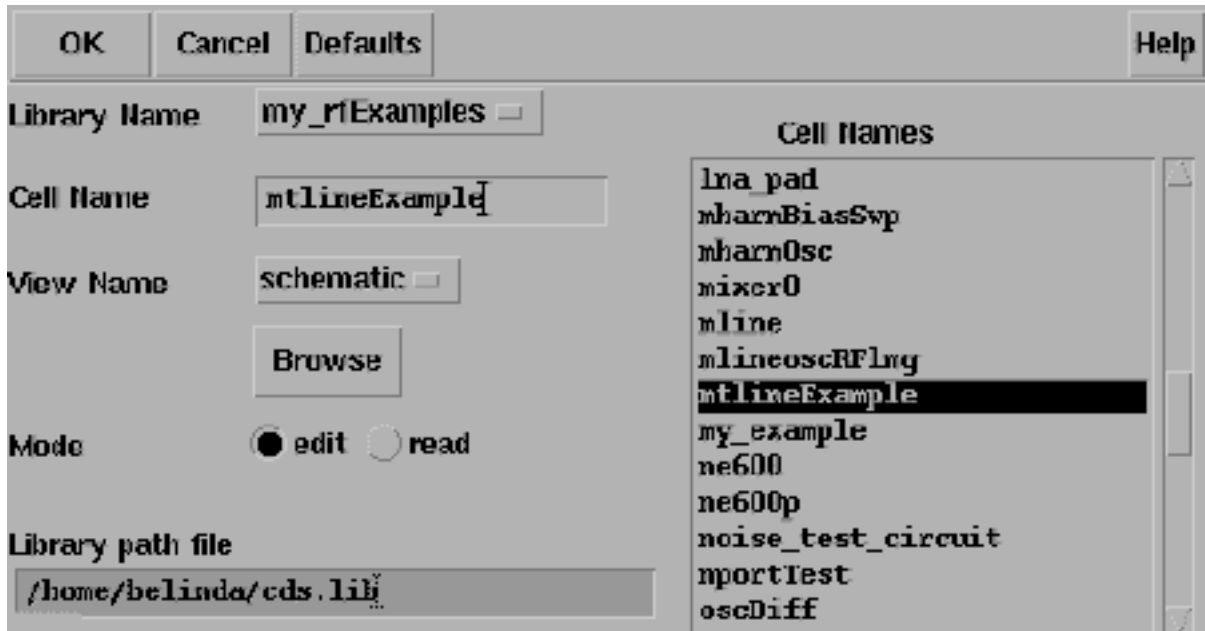 OK Cancel Defaults Help
Library Name my_rfExamples
Cell Name mtlineExample
View Name schematic
Browse
Mode edit read
Library path file
/home/belinda/cds.lib
Cell Names
lna_pad
mharmBiasSwp
mharmOsc
mixer0
mline
mlineoscRFlmg
mtlineExample
my_example
ne600
ne600p
noise_test_circuit
nportTest
oscDiff